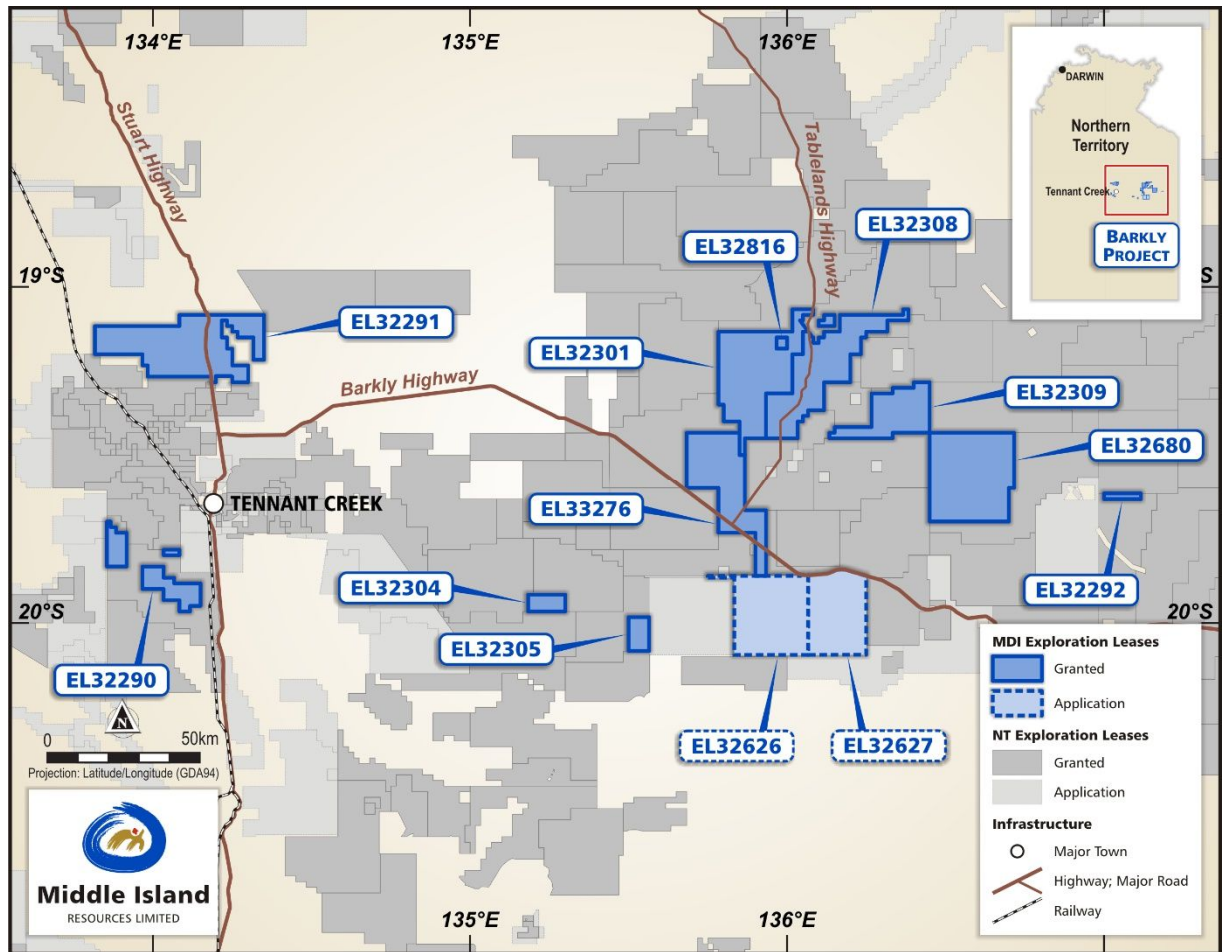 134°E
135°E
136°E
DARWIN
Northern
Territory
Tennant Creek
BARKLY
PROJECT
Stuart Highway
Tablelands Highway
EL32308
EL32816
19°S
°S
EL32291
EL32301
Barkly Highway
EL32309
EL32680
TENNANT CREEK
EL33276
EL32304
EL32292
20°S
20°S
EL32305
EL32290
N
0 50km
Projection: Latitude/Longitude (GDA94)
EL32626
EL32627
MDI Exploration Leases
Granted
Application
NT Exploration Leases
Granted
Application
Infrastructure
Major Town
Highway; Major Road
Railway
Middle Island
RESOURCES LIMITED
135°E
136°E